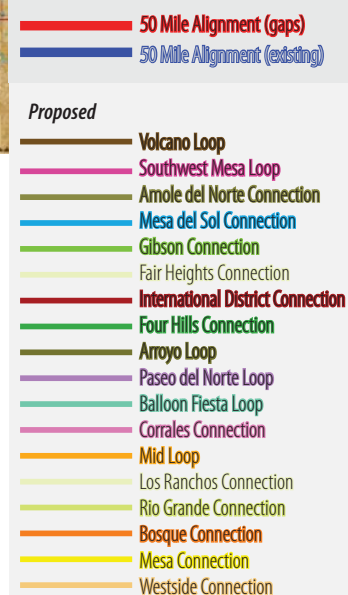 50 Mile Alignment (gaps)
50 Mile Alignment (existing)
Proposed
Volcano Loop
Southwest Mesa Loop
Amole del Norte Connection
Mesa del Sol Connection
Gibson Connection
Fair Heights Connection
International District Connection
Four Hills Connection
Arroyo Loop
Paseo del Norte Loop
Balloon Fiesta Loop
Corrales Connection
Mid Loop
Los Ranchos Connection
Rio Grande Connection
Bosque Connection
Mesa Connection
Westside Connection